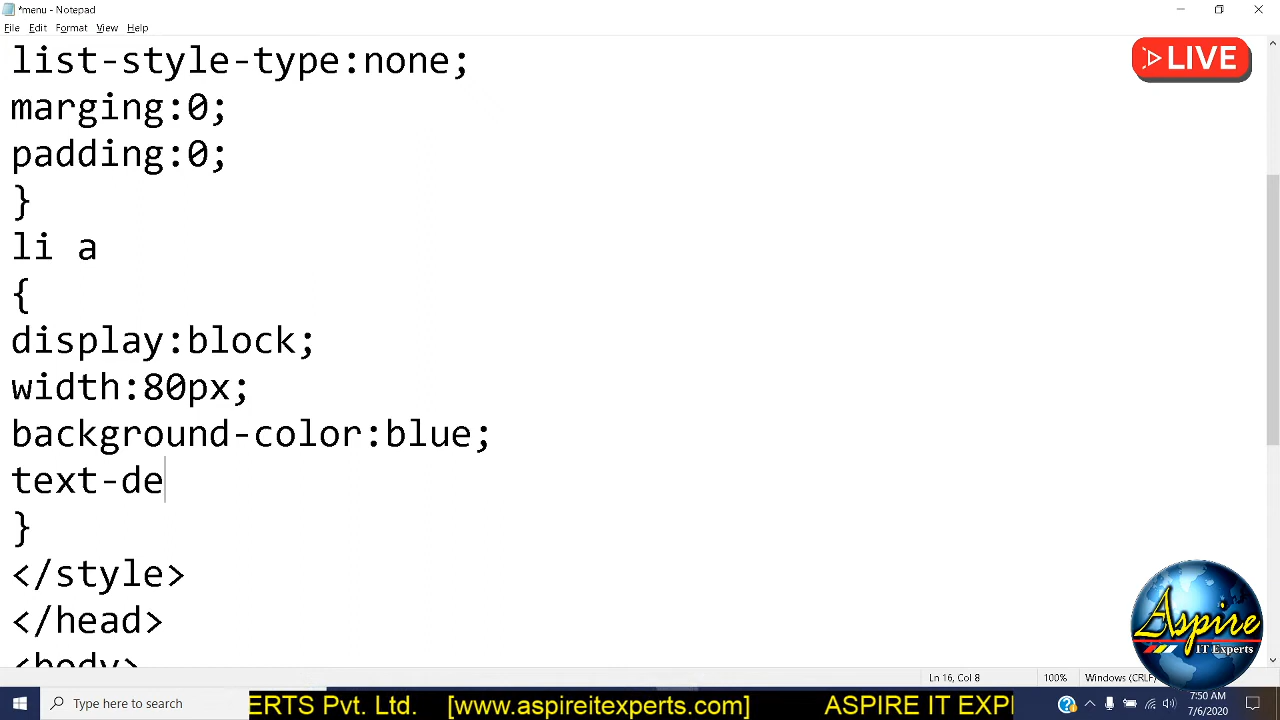 *menu - Notepad
File Edit Format View Help
LIVE
list-style-type:none;
marging:0;
padding:0;
}
li a
{
display:block;
width:80px;
background-color:blue;
text-de
}
</style>
</head>
<body>
Aspire
IT Experts
Ln 16, Col 8
100%
Windows (CRLF)
Type here to search
ERTS Pvt. Ltd. [www.aspireitexperts.com] ASPIRE IT EXP
7:50 AM
7/6/2020